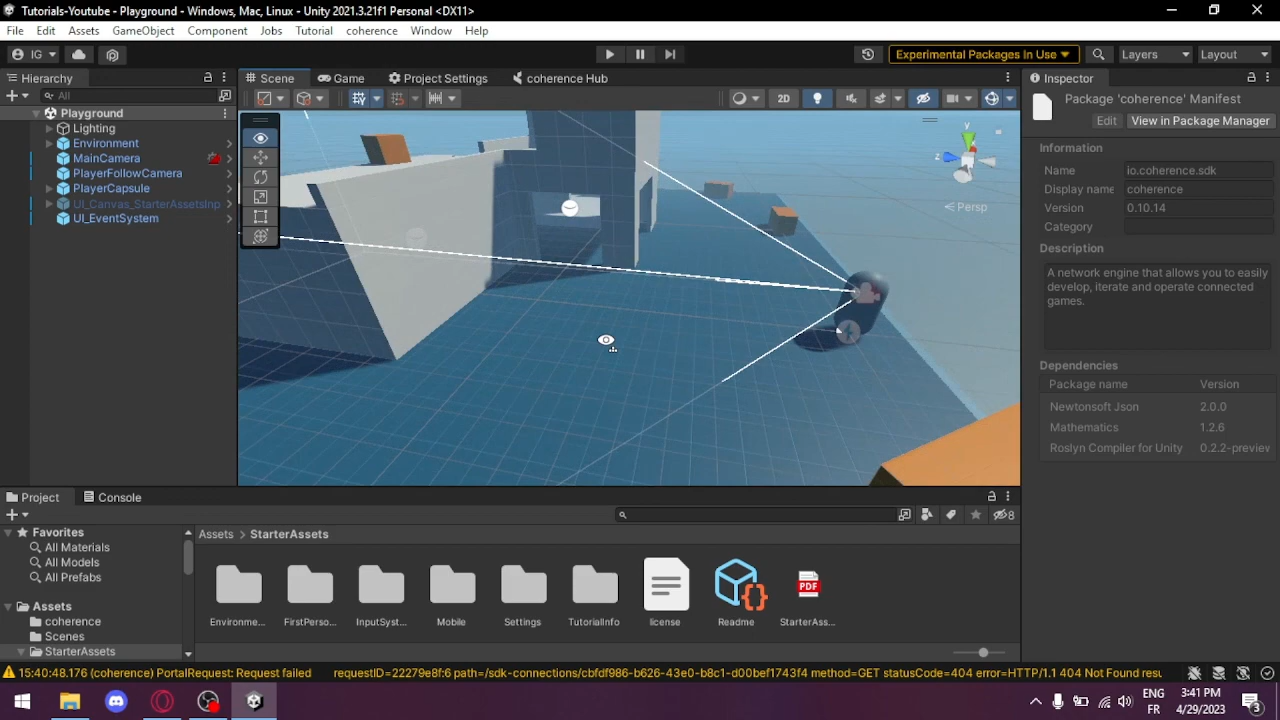 Tutorials-Youtube - Playground - Windows, Mac, Linux - Unity 2021.3.21f1 Personal <DX11>
File Edit Assets GameObject Component Jobs Tutorial coherence Window Help
IG Experimental Packages In Use Layers Layout
Hierarchy
All
Playground
Lighting
Environment
MainCamera
PlayerFollowCamera
PlayerCapsule
UI_Canvas_StarterAssetsInp
UI_EventSystem
Scene Game Project Settings coherence Hub
2D
y
z
Persp
Inspector
Package 'coherence' Manifest
Edit View in Package Manager
Information
Name io.coherence.sdk
Display name coherence
Version 0.10.14
Category
Description
A network engine that allows you to easily
develop, iterate and operate connected
games.
Dependencies
Package name Version
Newtonsoft Json 2.0.0
Mathematics 1.2.6
Roslyn Compiler for Unity 0.2.2-preview
Project Console
8
Favorites
All Materials
All Models
All Prefabs
Assets
coherence
Scenes
StarterAssets
Assets > StarterAssets
Environme... FirstPerso... InputSyst... Mobile Settings TutorialInfo license Readme StarterAss...
PDF
15:40:48.176 (coherence) PortalRequest: Request failed requestID=22279e8f:6 path=/sdk-connections/cbfdf986-b626-43e0-b8c1-d00bef1743f4 method=GET statusCode=404 error=HTTP/1.1 404 Not Found resu
ENG
FR
3:41 PM
4/29/2023
3